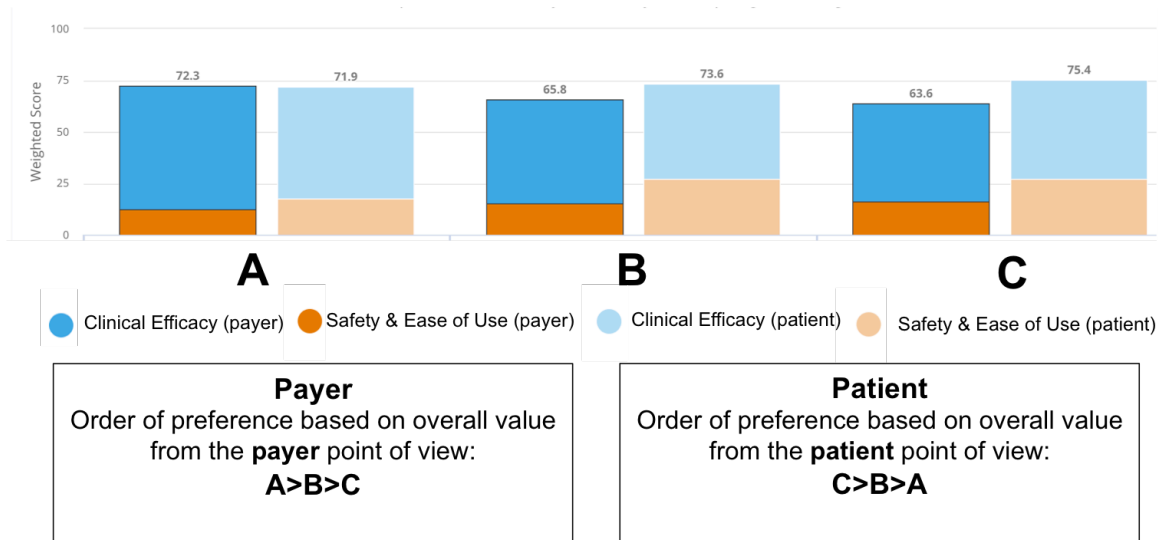 100
75
50
25
0
Weighted Score
72.3
71.9
65.8
73.6
63.6
75.4
A
B
C
Clinical Efficacy (payer)
Safety & Ease of Use (payer)
Clinical Efficacy (patient)
Safety & Ease of Use (patient)
Payer
Order of preference based on overall value
from the payer point of view:
A>B>C
Patient
Order of preference based on overall value
from the patient point of view:
C>B>A